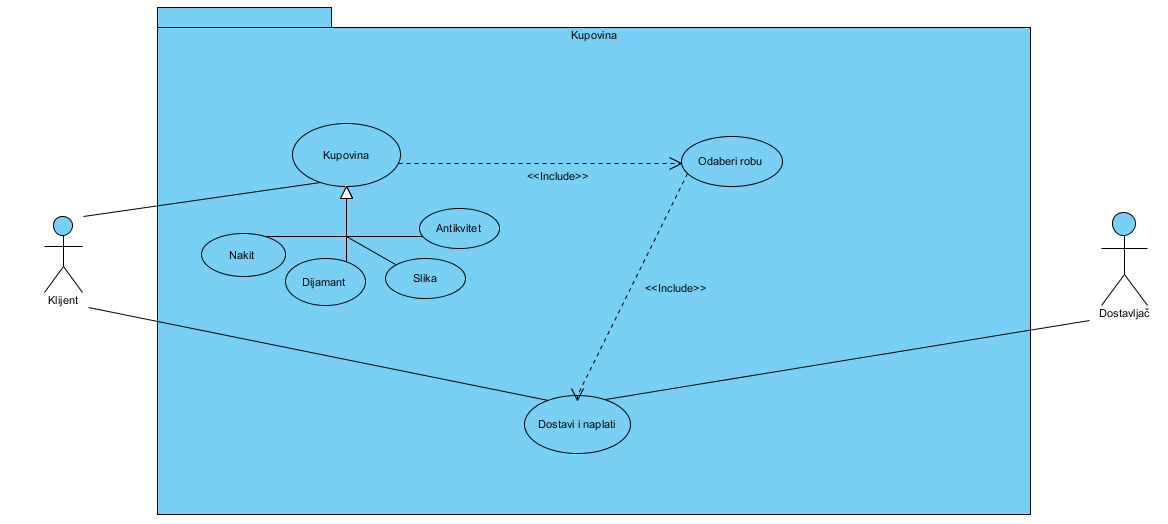 Kupovina
Kupovina
Odaberi robu
<<Include>>
Antikvitet
Nakit
Dijamant
Slika
<<Include>>
Klijent
Dostavljač
Dostavi i naplati